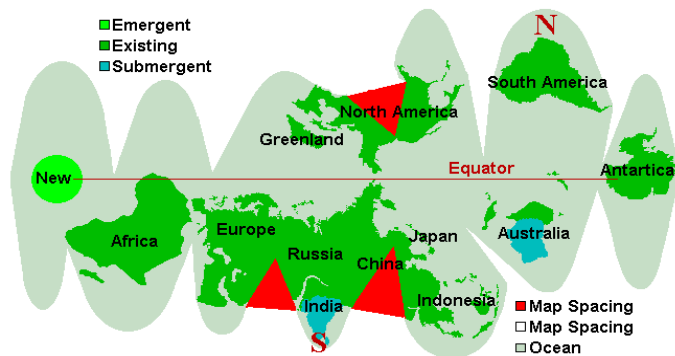 Emergent
Existing
Submergent
N
South America
North America
Greenland
Equator
Antartica
New
Africa
Europe
Russia
China
Japan
Australia
India
Indonesia
S
Map Spacing
Map Spacing
Ocean